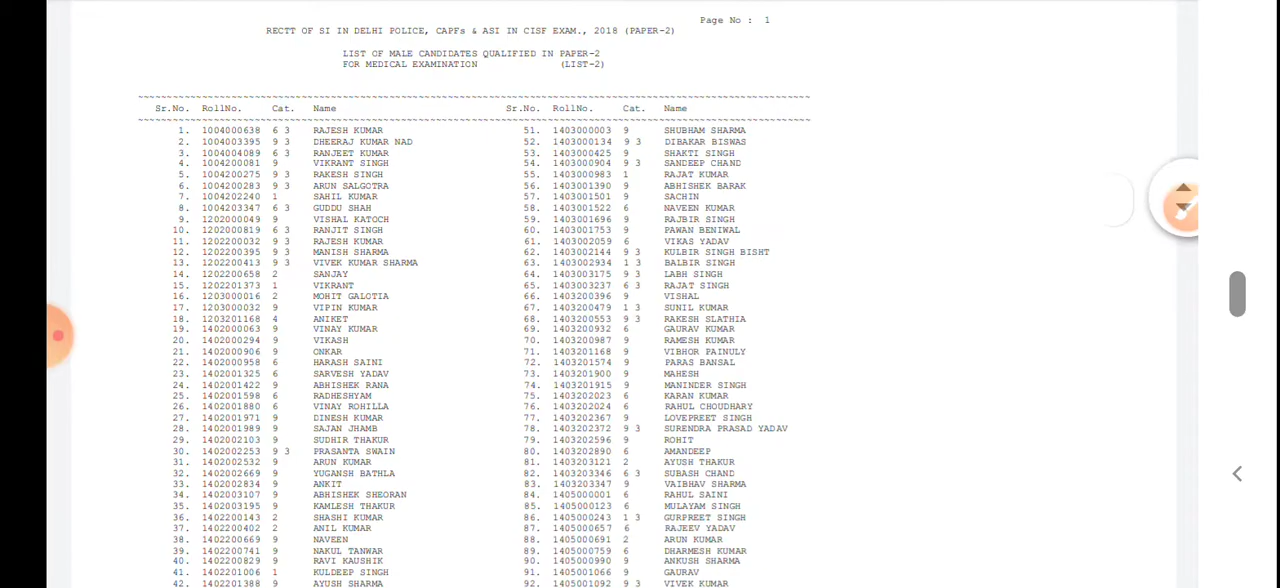 Page No : 1
RECTT OF SI IN DELHI POLICE, CAPFs & ASI IN CISF EXAM., 2018 (PAPER-2)
LIST OF MALE CANDIDATES QUALIFIED IN PAPER-2
FOR MEDICAL EXAMINATION (LIST-2)
Sr.No. RollNo. Cat. Name Sr.No. RollNo. Cat. Name
1. 1004000638 6 3 RAJESH KUMAR 51. 1403000003 9 SHUBHAM SHARMA
2. 1004003395 9 3 DHEERAJ KUMAR NAD 52. 1403000134 9 3 DIBAKAR BISWAS
3. 1004004089 6 3 RANJEET KUMAR 53. 1403000425 9 SHAKTI SINGH
4. 1004200081 9 VIKRANT SINGH 54. 1403000904 9 3 SANDEEP CHAND
5. 1004200275 9 3 RAKESH SINGH 55. 1403000983 1 RAJAT KUMAR
6. 1004200283 9 3 ARUN SALGOTRA 56. 1403001390 9 ABHISHEK BARAK
7. 1004202240 1 SAHIL KUMAR 57. 1403001501 9 SACHIN
8. 1004203347 6 3 GUDDU SHAH 58. 1403001522 6 NAVEEN KUMAR
9. 1202000049 9 VISHAL KATOCH 59. 1403001696 9 RAJBIR SINGH
10. 1202000819 6 3 RANJIT SINGH 60. 1403001753 9 PAWAN BENIWAL
11. 1202200032 9 3 RAJESH KUMAR 61. 1403002059 6 VIKAS YADAV
12. 1202200395 9 3 MANISH SHARMA 62. 1403002144 9 3 KULBIR SINGH BISHT
13. 1202200413 9 3 VIVEK KUMAR SHARMA 63. 1403002934 1 3 BALBIR SINGH
14. 1202200658 2 SANJAY 64. 1403003175 9 3 LABH SINGH
15. 1202201373 1 VIKRANT 65. 1403003237 6 3 RAJAT SINGH
16. 1203000016 2 MOHIT GALOTIA 66. 1403200396 9 VISHAL
17. 1203000032 9 VIPIN KUMAR 67. 1403200479 1 3 SUNIL KUMAR
18. 1203201168 4 ANIKET 68. 1403200553 9 3 RAKESH SLATHIA
19. 1402000063 9 VINAY KUMAR 69. 1403200932 6 GAURAV KUMAR
20. 1402000294 9 VIKASH 70. 1403200987 9 RAMESH KUMAR
21. 1402000906 9 ONKAR 71. 1403201168 9 VIBHOR PAINULY
22. 1402000958 6 HARASH SAINI 72. 1403201574 9 PARAS BANSAL
23. 1402001325 6 SARVESH YADAV 73. 1403201900 9 MAHESH
24. 1402001422 9 ABHISHEK RANA 74. 1403201915 9 MANINDER SINGH
25. 1402001598 6 RADHESHYAM 75. 1403202023 6 KARAN KUMAR
26. 1402001880 6 VINAY ROHILLA 76. 1403202024 6 RAHUL CHOUDHARY
27. 1402001971 9 DINESH KUMAR 77. 1403202367 9 LOVEPREET SINGH
28. 1402001989 9 SAJAN JHAMB 78. 1403202372 9 3 SURENDRA PRASAD YADAV
29. 1402002103 9 SUDHIR THAKUR 79. 1403202596 9 ROHIT
30. 1402002253 9 3 PRASANTA SWAIN 80. 1403202890 6 AMANDEEP
31. 1402002532 9 ARUN KUMAR 81. 1403203121 2 AYUSH THAKUR
32. 1402002669 9 YUGANSH BATHLA 82. 1403203346 6 3 SUBASH CHAND
33. 1402002834 9 ANKIT 83. 1403203347 9 VAIBHAV SHARMA
34. 1402003107 9 ABHISHEK SHEORAN 84. 1405000001 6 RAHUL SAINI
35. 1402003195 9 KAMLESH THAKUR 85. 1405000123 6 MULAYAM SINGH
36. 1402200143 2 SHASHI KUMAR 86. 1405000243 1 3 GURPREET SINGH
37. 1402200402 2 ANIL KUMAR 87. 1405000657 6 RAJEEV YADAV
38. 1402200669 9 NAVEEN 88. 1405000691 2 ARUN KUMAR
39. 1402200741 9 NAKUL TANWAR 89. 1405000759 6 DHARMESH KUMAR
40. 1402200829 9 RAVI KAUSHIK 90. 1405000990 9 ANKUSH SHARMA
41. 1402201006 1 KULDEEP SINGH 91. 1405001066 9 GAURAV
42. 1402201388 9 AYUSH SHARMA 92. 1405001092 9 3 VIVEK KUMAR